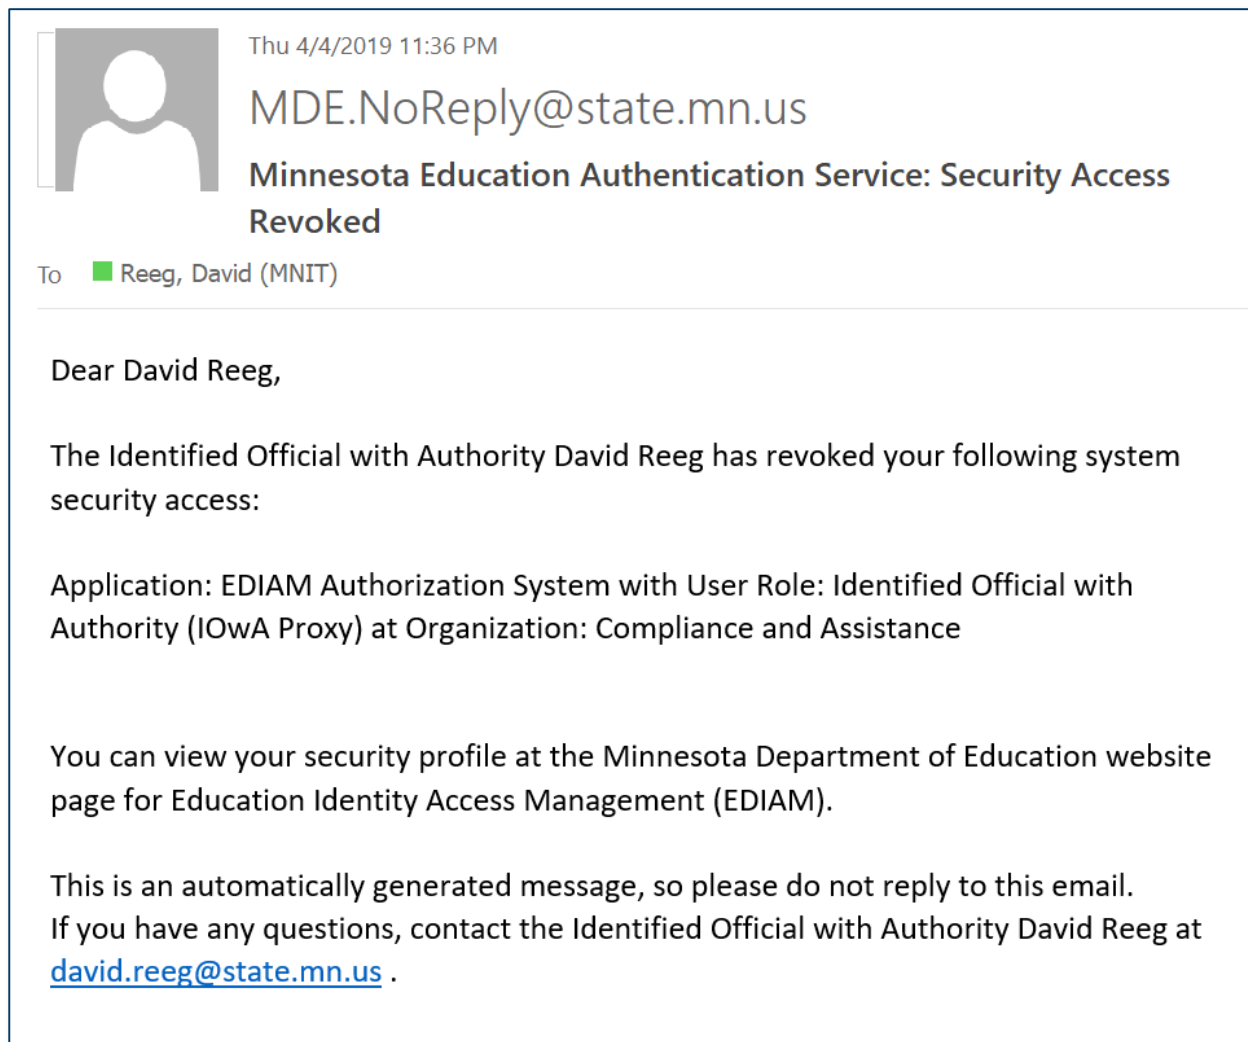 Thu 4/4/2019 11:36 PM
MDE.NoReply@state.mn.us
Minnesota Education Authentication Service: Security Access
Revoked
To Reeg, David (MNIT)
Dear David Reeg,
The Identified Official with Authority David Reeg has revoked your following system
security access:
Application: EDIAM Authorization System with User Role: Identified Official with
Authority (IOwA Proxy) at Organization: Compliance and Assistance
You can view your security profile at the Minnesota Department of Education website
page for Education Identity Access Management (EDIAM).
This is an automatically generated message, so please do not reply to this email.
If you have any questions, contact the Identified Official with Authority David Reeg at
david.reeg@state.mn.us .